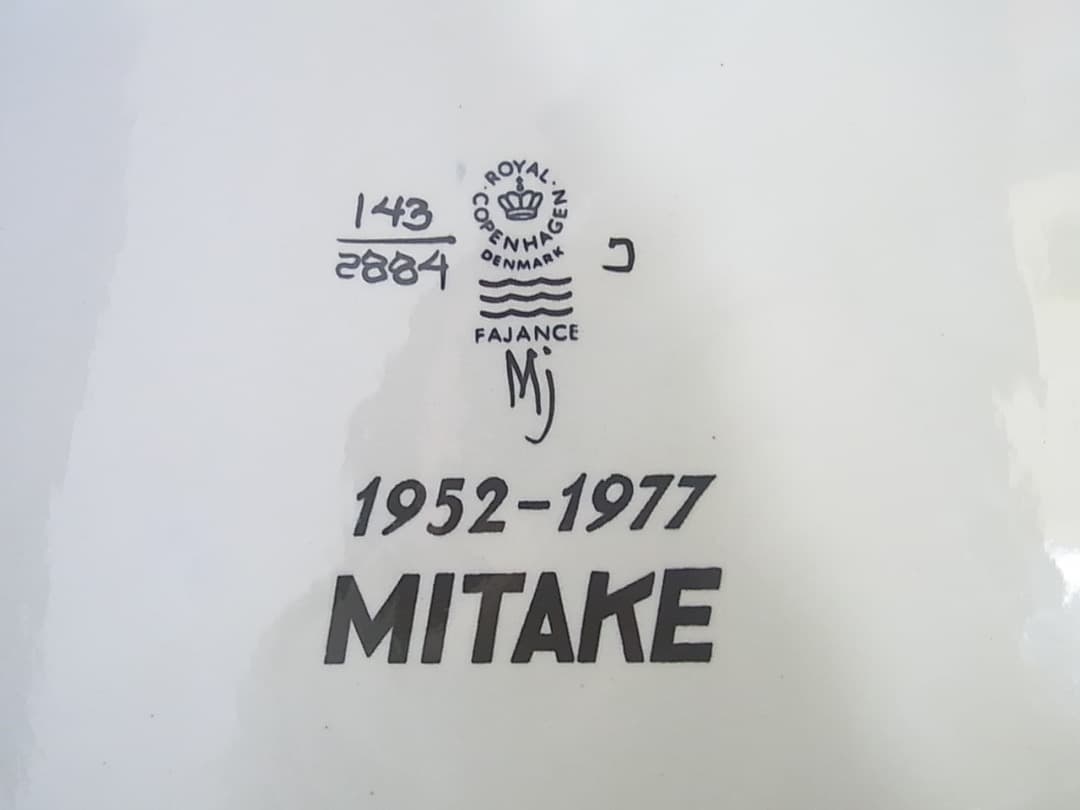 143
2884
ROYAL COPENHAGEN
DENMARK
FAJANCE
Mj
1952-1977
MITAKE